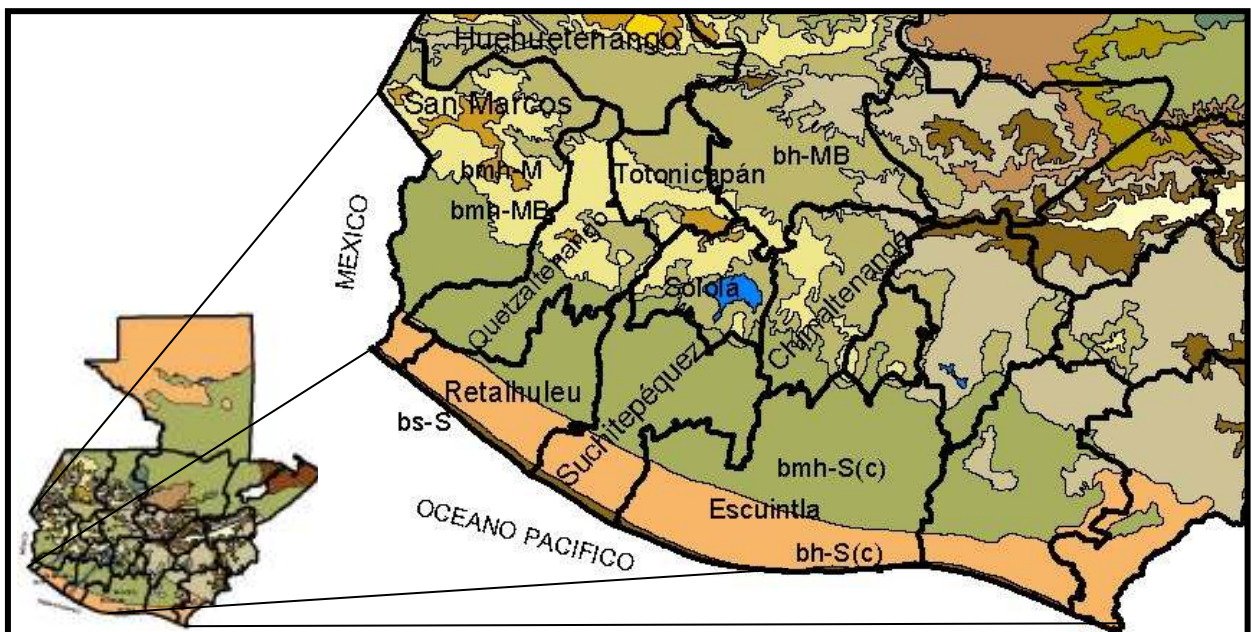 Huehuetenango
San Marcos
bh-MB
bmh-M
Totonicapán
bmh-MB
MEXICO
Quetzaltenango
Sololá
Chimaltenango
Retalhuleu
bs-S
Suchitepéquez
bmh-S(c)
Escuintla
OCEANO PACIFICO
bh-S(c)